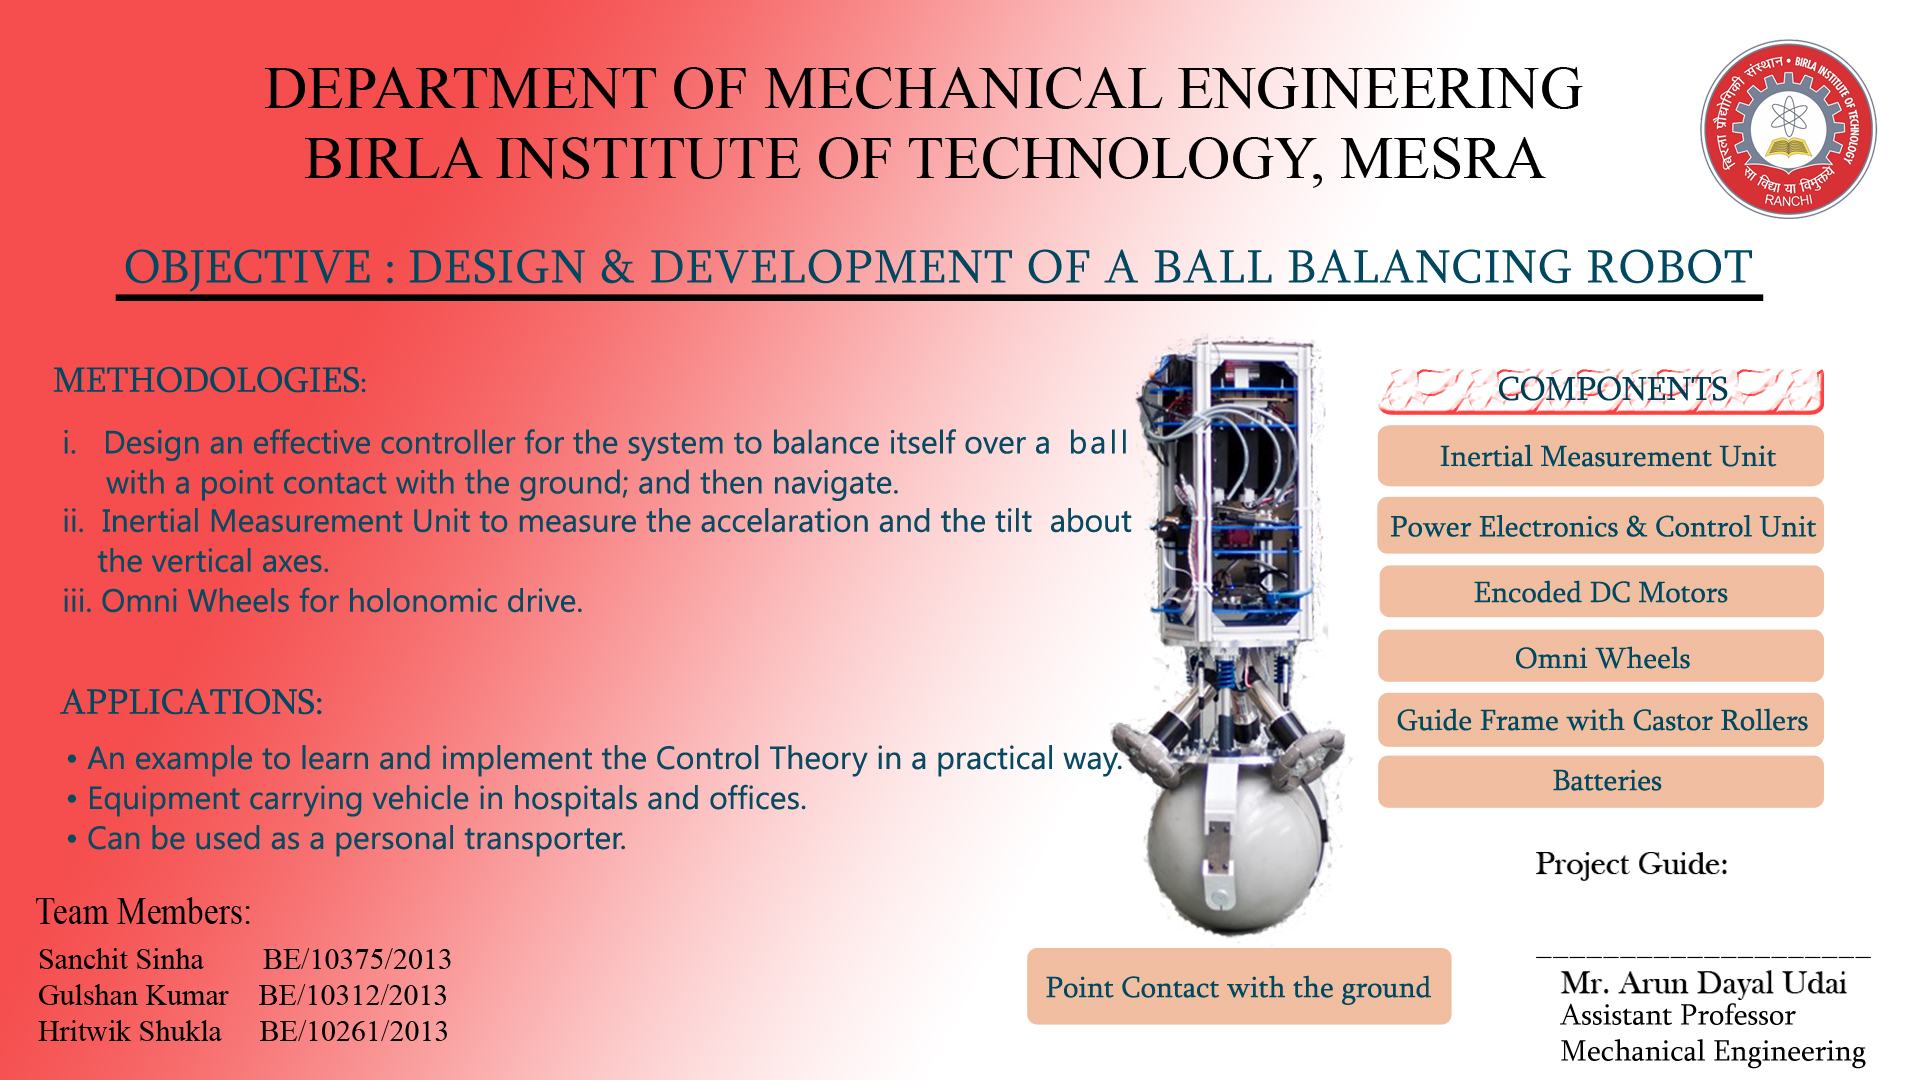 DEPARTMENT OF MECHANICAL ENGINEERING
BIRLA INSTITUTE OF TECHNOLOGY, MESRA
बिरला प्रौद्योगिकी संस्थान • BIRLA INSTITUTE OF TECHNOLOGY
सा विद्या या विमुक्तये
RANCHI
OBJECTIVE : DESIGN & DEVELOPMENT OF A BALL BALANCING ROBOT
METHODOLOGIES:
i. Design an effective controller for the system to balance itself over a ball
with a point contact with the ground; and then navigate.
ii. Inertial Measurement Unit to measure the accelaration and the tilt about
the vertical axes.
iii. Omni Wheels for holonomic drive.
APPLICATIONS:
• An example to learn and implement the Control Theory in a practical way.
• Equipment carrying vehicle in hospitals and offices.
• Can be used as a personal transporter.
Team Members:
Sanchit Sinha BE/10375/2013
Gulshan Kumar BE/10312/2013
Hritwik Shukla BE/10261/2013
Point Contact with the ground
COMPONENTS
Inertial Measurement Unit
Power Electronics & Control Unit
Encoded DC Motors
Omni Wheels
Guide Frame with Castor Rollers
Batteries
Project Guide:
____________________
Mr. Arun Dayal Udai
Assistant Professor
Mechanical Engineering